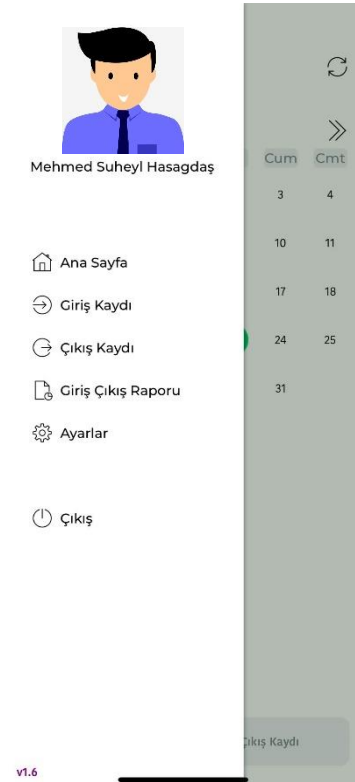 Mehmed Suheyl Hasagdaş
Cum Cmt
3 4
10 11
Ana Sayfa
17 18
Giriş Kaydı
24 25
Çıkış Kaydı
31
Giriş Çıkış Raporu
Ayarlar
Çıkış
Çıkış Kaydı
v1.6